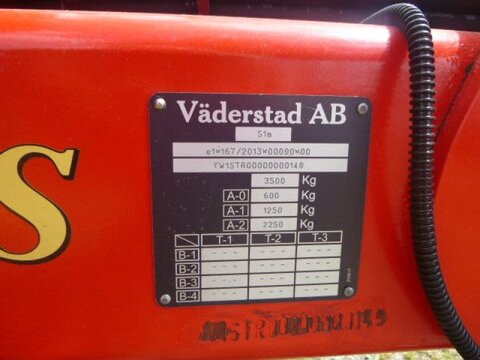 Väderstad AB
S1a
e1*167/2013*00090*00
YW1STR00000000149
3500 Kg
A-0 600 Kg
A-1 1250 Kg
A-2 2250 Kg
T-1 T-2 T-3
B-1 --- --- ---
B-2 --- --- ---
B-3 --- --- ---
B-4 --- --- ---
S